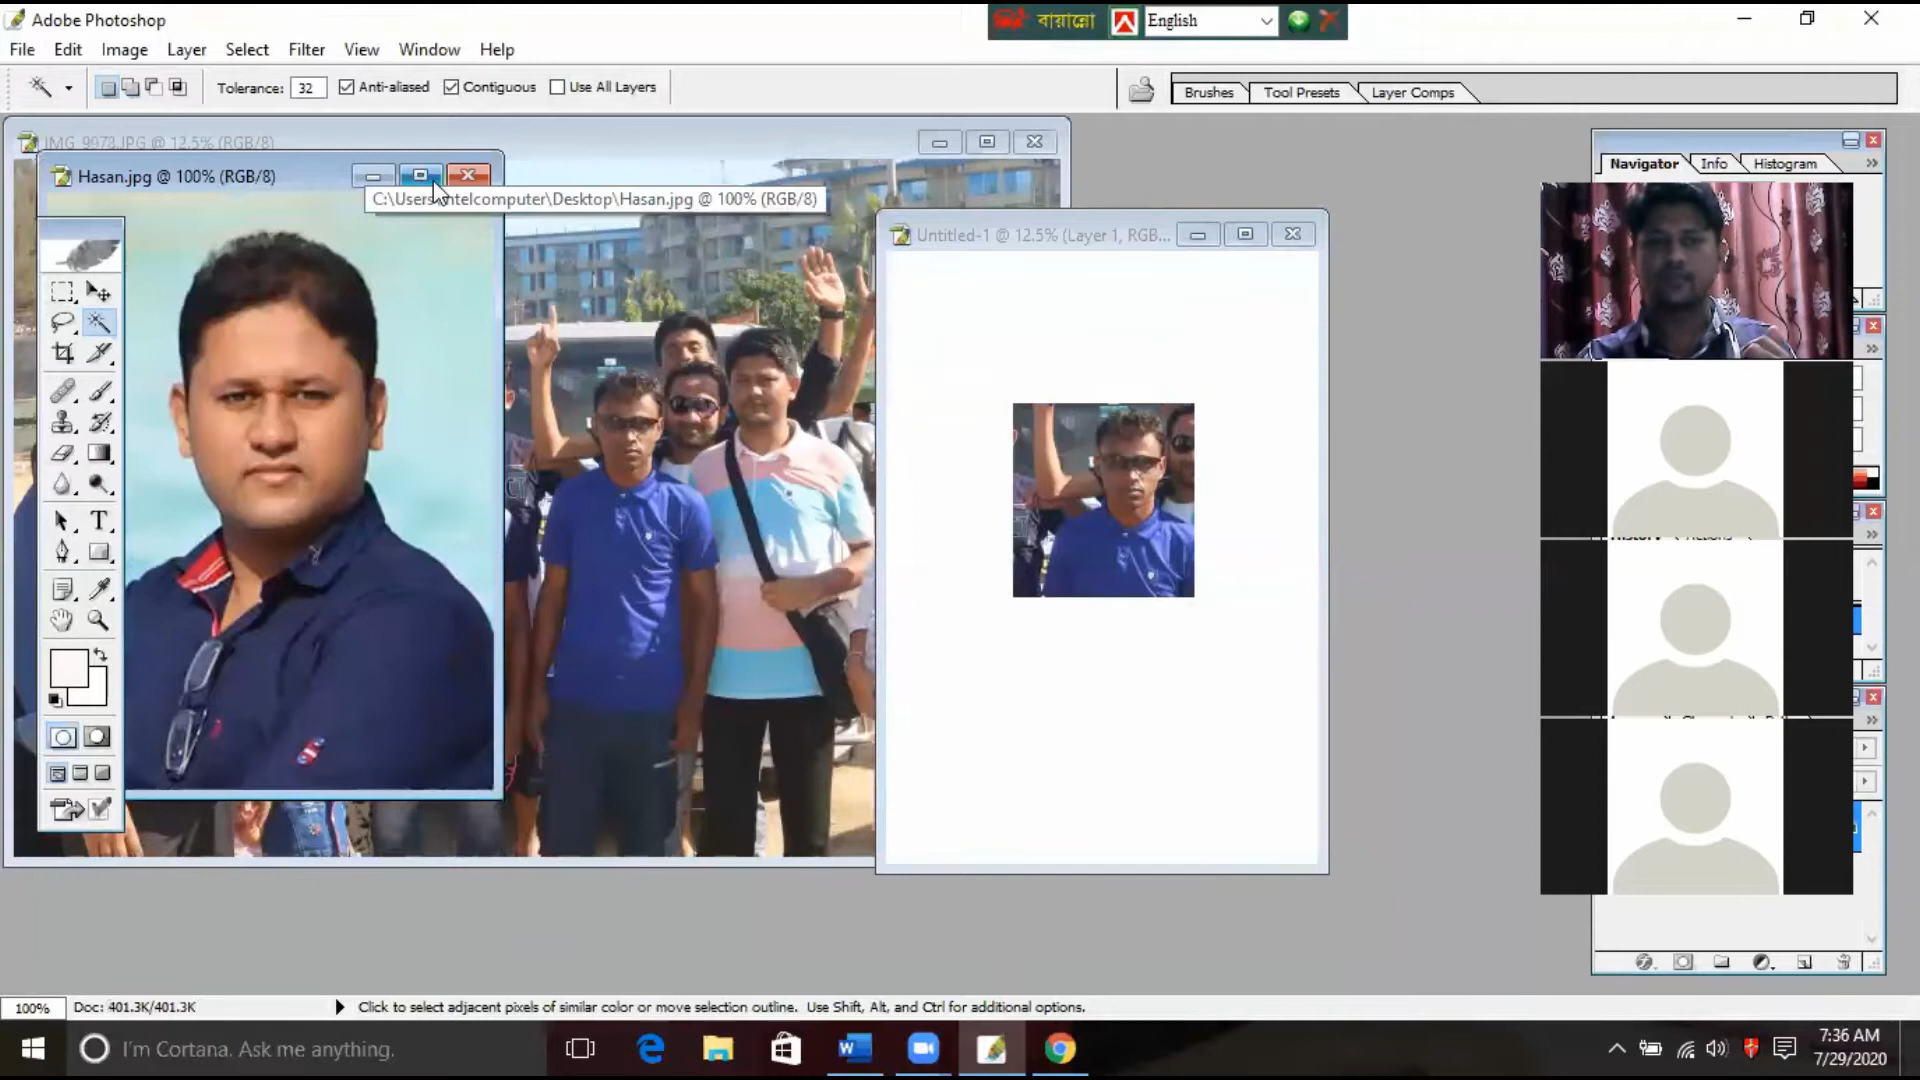 Adobe Photoshop
বায়ান্নো
English
File Edit Image Layer Select Filter View Window Help
Tolerance: 32 Anti-aliased Contiguous Use All Layers
Brushes Tool Presets Layer Comps
IMG_9978.JPG @ 12.5% (RGB/8)
Hasan.jpg @ 100% (RGB/8)
C:\Users\intelcomputer\Desktop\Hasan.jpg @ 100% (RGB/8)
Untitled-1 @ 12.5% (Layer 1, RGB...
Navigator Info Histogram
T
100% Doc: 401.3K/401.3K Click to select adjacent pixels of similar color or move selection outline. Use Shift, Alt, and Ctrl for additional options.
I'm Cortana. Ask me anything.
7:36 AM
7/29/2020